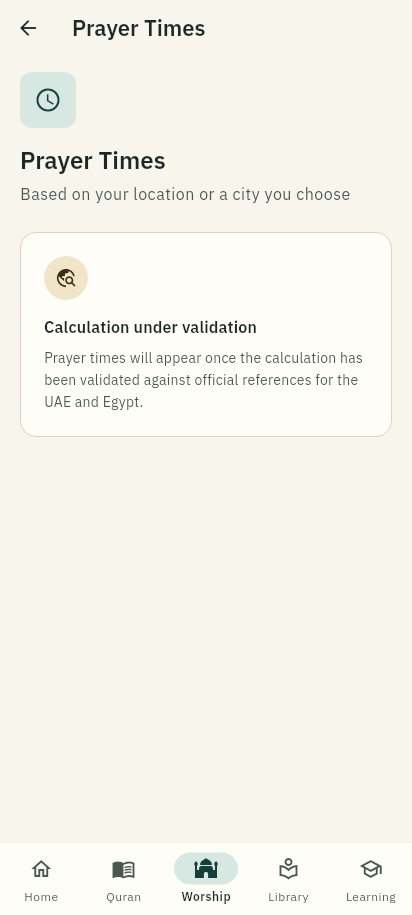 Prayer Times
Prayer Times
Based on your location or a city you choose
Calculation under validation
Prayer times will appear once the calculation has
been validated against official references for the
UAE and Egypt.
Home
Quran
Worship
Library
Learning